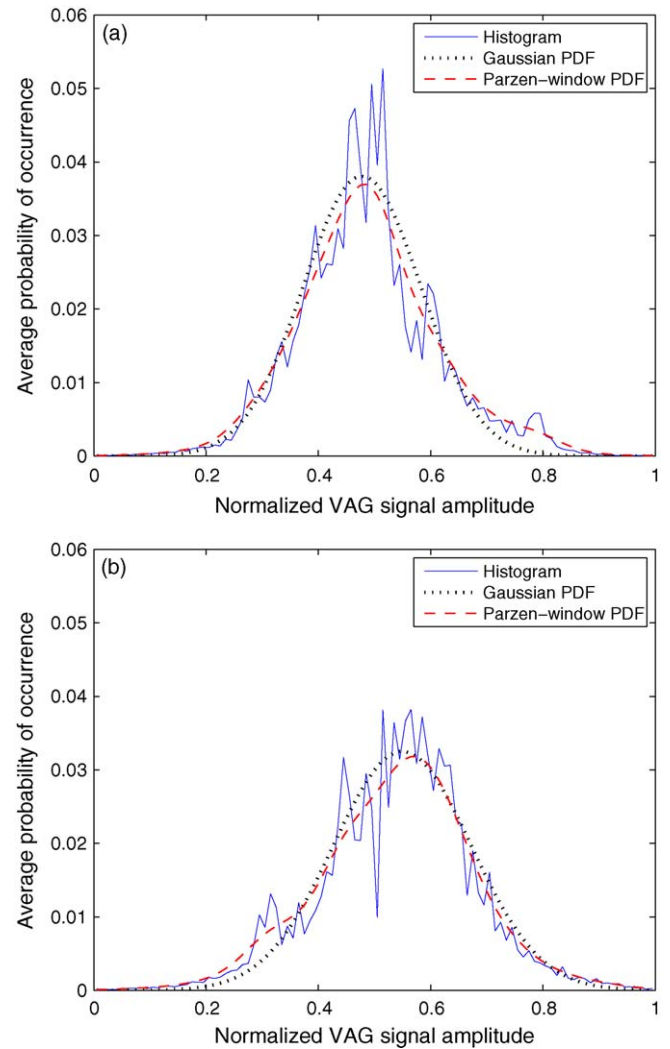 (a)
Histogram
Gaussian PDF
Parzen-window PDF
0.06
0.05
0.04
0.03
0.02
0.01
0
Average probability of occurrence
0 0.2 0.4 0.6 0.8 1
Normalized VAG signal amplitude
(b)
Histogram
Gaussian PDF
Parzen-window PDF
0.06
0.05
0.04
0.03
0.02
0.01
0
Average probability of occurrence
0 0.2 0.4 0.6 0.8 1
Normalized VAG signal amplitude